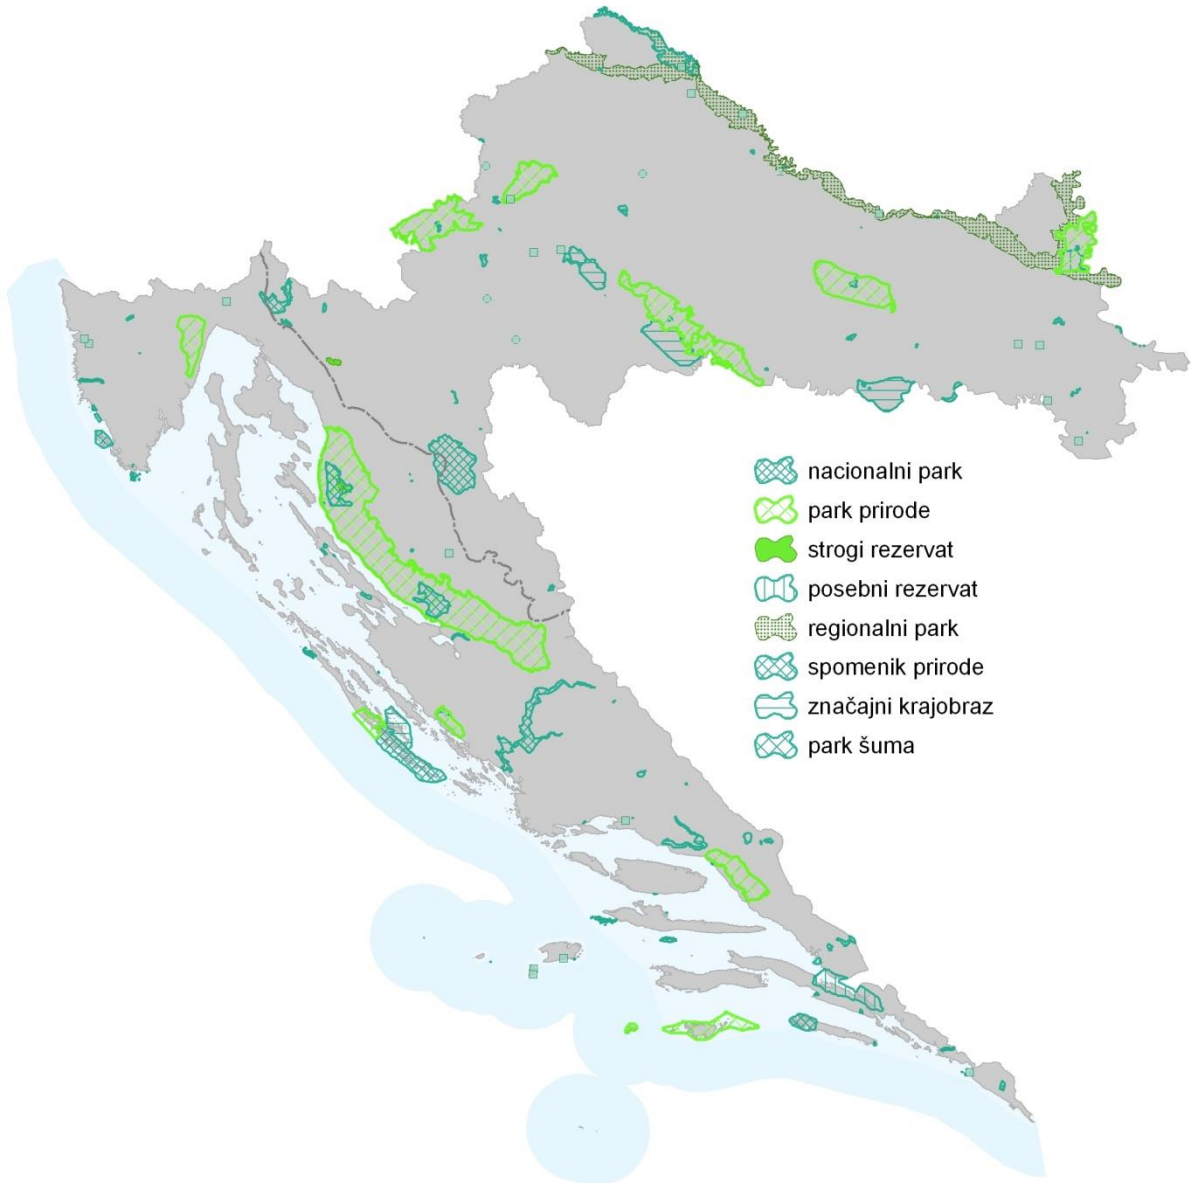 nacionalni park
park prirode
strogi rezervat
posebni rezervat
regionalni park
spomenik prirode
značajni krajobraz
park šuma